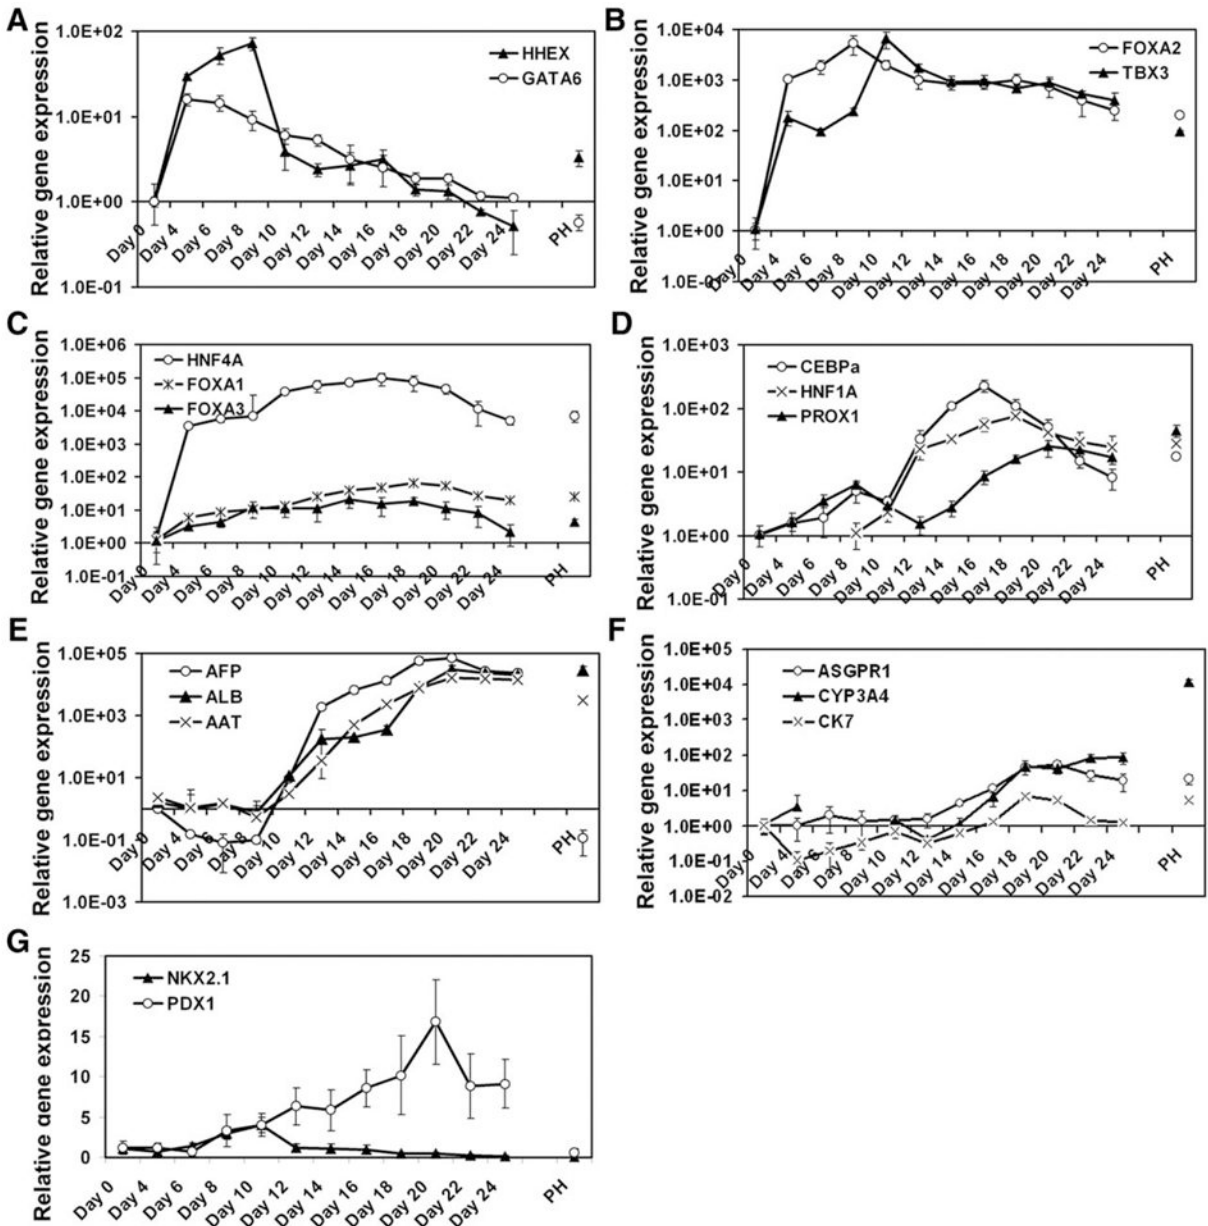 A
Relative gene expression
1.0E+02
1.0E+01
1.0E+00
1.0E-01
HHEX
GATA6
Day 0
Day 4
Day 6
Day 8
Day 10
Day 12
Day 14
Day 16
Day 18
Day 20
Day 22
Day 24
PH
B
Relative gene expression
1.0E+04
1.0E+03
1.0E+02
1.0E+01
1.0E+00
FOXA2
TBX3
Day 4
Day 6
Day 8
Day 10
Day 12
Day 14
Day 16
Day 18
Day 20
Day 22
Day 24
PH
C
Relative gene expression
1.0E+06
1.0E+05
1.0E+04
1.0E+03
1.0E+02
1.0E+01
1.0E+00
1.0E-01
HNF4A
FOXA1
FOXA3
Day 0
Day 4
Day 6
Day 8
Day 10
Day 12
Day 14
Day 16
Day 18
Day 20
Day 22
Day 24
PH
D
Relative gene expression
1.0E+03
1.0E+02
1.0E+01
1.0E+00
1.0E-01
CEBPa
HNF1A
PROX1
Day 0
Day 4
Day 6
Day 8
Day 10
Day 12
Day 14
Day 16
Day 18
Day 20
Day 22
Day 24
PH
E
Relative gene expression
1.0E+05
1.0E+03
1.0E+01
1.0E-01
1.0E-03
AFP
ALB
AAT
Day 0
Day 4
Day 6
Day 8
Day 10
Day 12
Day 14
Day 16
Day 18
Day 20
Day 22
Day 24
PH
F
Relative gene expression
1.0E+05
1.0E+04
1.0E+03
1.0E+02
1.0E+01
1.0E+00
1.0E-01
1.0E-02
ASGPR1
CYP3A4
CK7
Day 0
Day 4
Day 6
Day 8
Day 10
Day 12
Day 14
Day 16
Day 18
Day 20
Day 22
Day 24
PH
G
Relative gene expression
25
20
15
10
5
0
NKX2.1
PDX1
Day 0
Day 4
Day 6
Day 8
Day 10
Day 12
Day 14
Day 16
Day 18
Day 20
Day 22
Day 24
PH